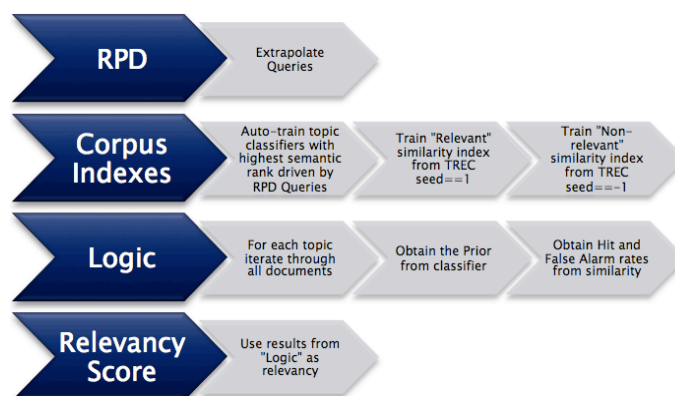 RPD
Extrapolate
Queries
Corpus
Indexes
Auto-train topic
classifiers with
highest semantic
rank driven by
RPD Queries
Train "Relevant"
similarity index
from TREC
seed==1
Train "Non-
relevant"
similarity index
from TREC
seed==-1
Logic
For each topic
iterate through
all documents
Obtain the Prior
from classifier
Obtain Hit and
False Alarm rates
from similarity
Relevancy
Score
Use results from
"Logic" as
relevancy